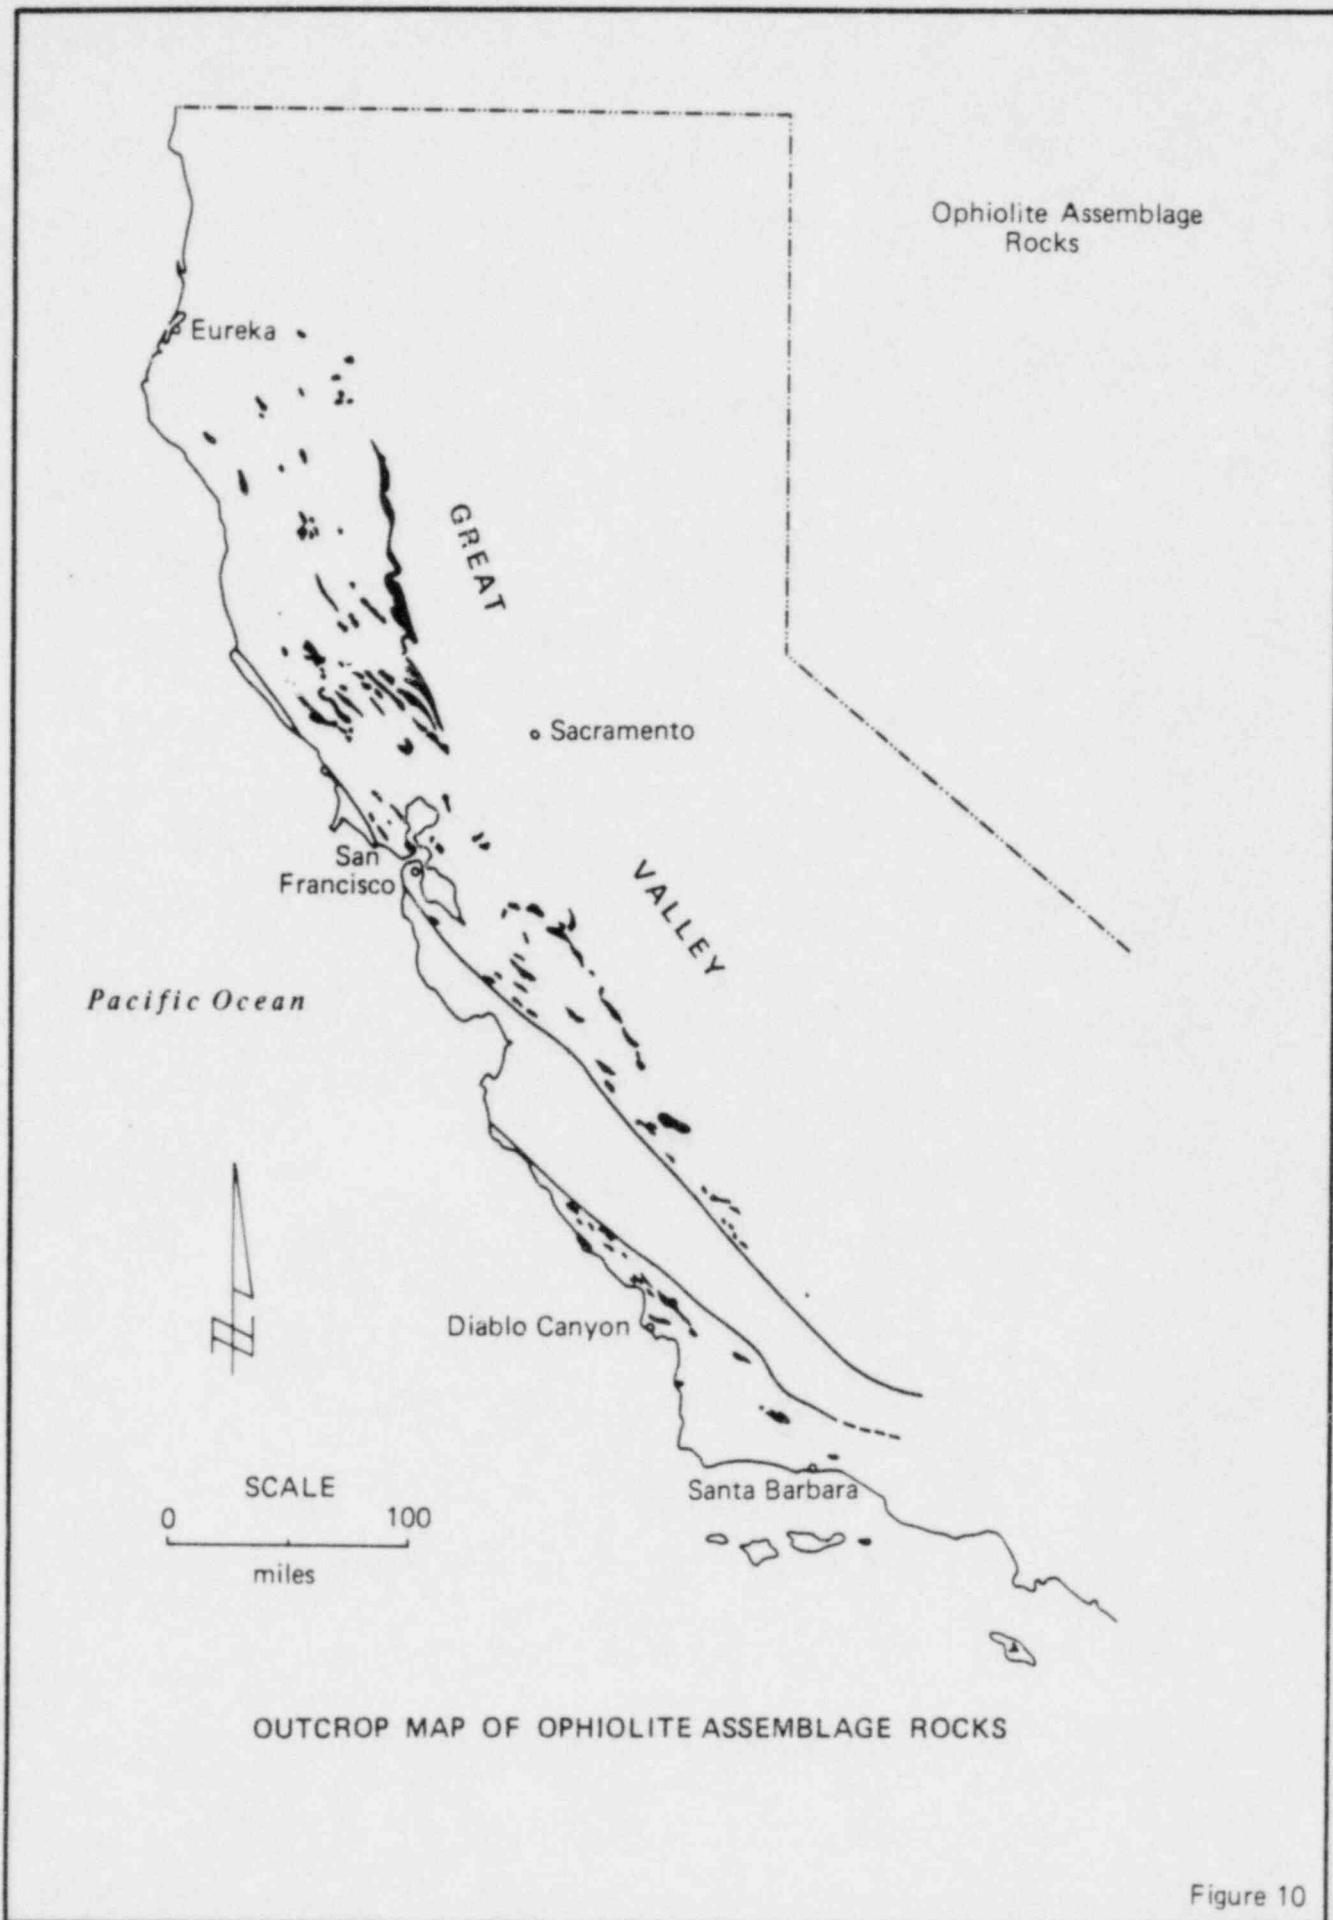 Ophiolite Assemblage
Rocks
Eureka
GREAT
Sacramento
San
Francisco
VALLEY
Pacific Ocean
Diablo Canyon
SCALE
0 100
miles
Santa Barbara
OUTCROP MAP OF OPHIOLITE ASSEMBLAGE ROCKS
Figure 10